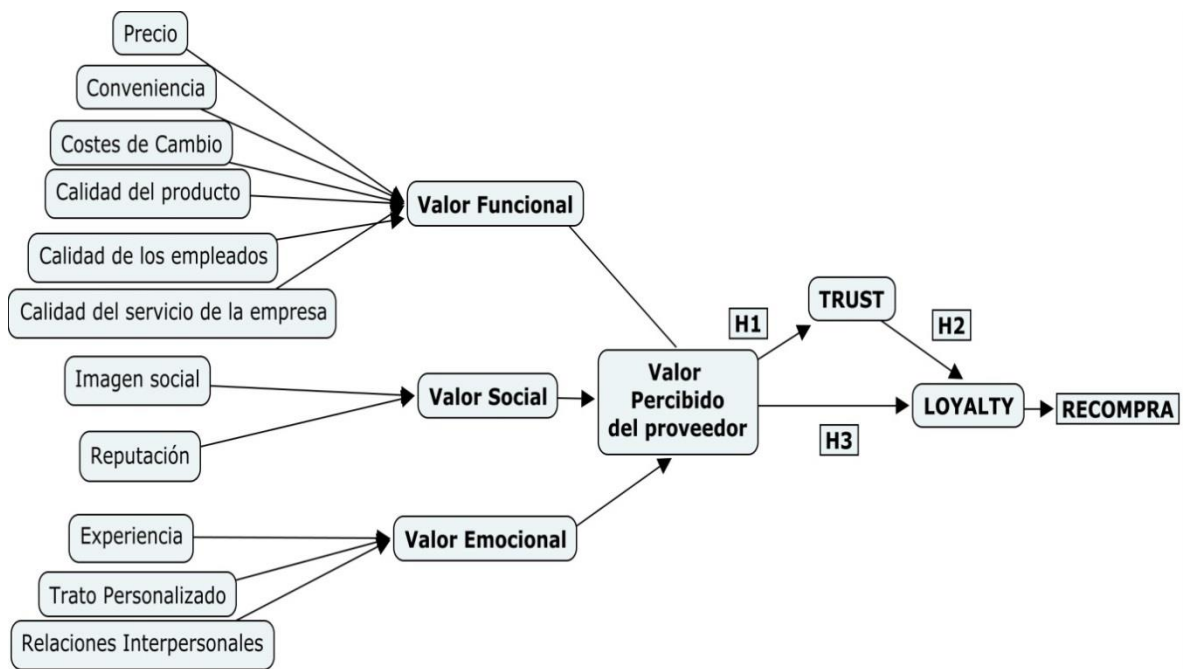 Precio
Conveniencia
Costes de Cambio
Calidad del producto
Calidad de los empleados
Calidad del servicio de la empresa
Valor Funcional
Imagen social
Reputación
Valor Social
Experiencia
Trato Personalizado
Relaciones Interpersonales
Valor Emocional
Valor
Percibido
del proveedor
H1
TRUST
H2
H3
LOYALTY
RECOMPRA